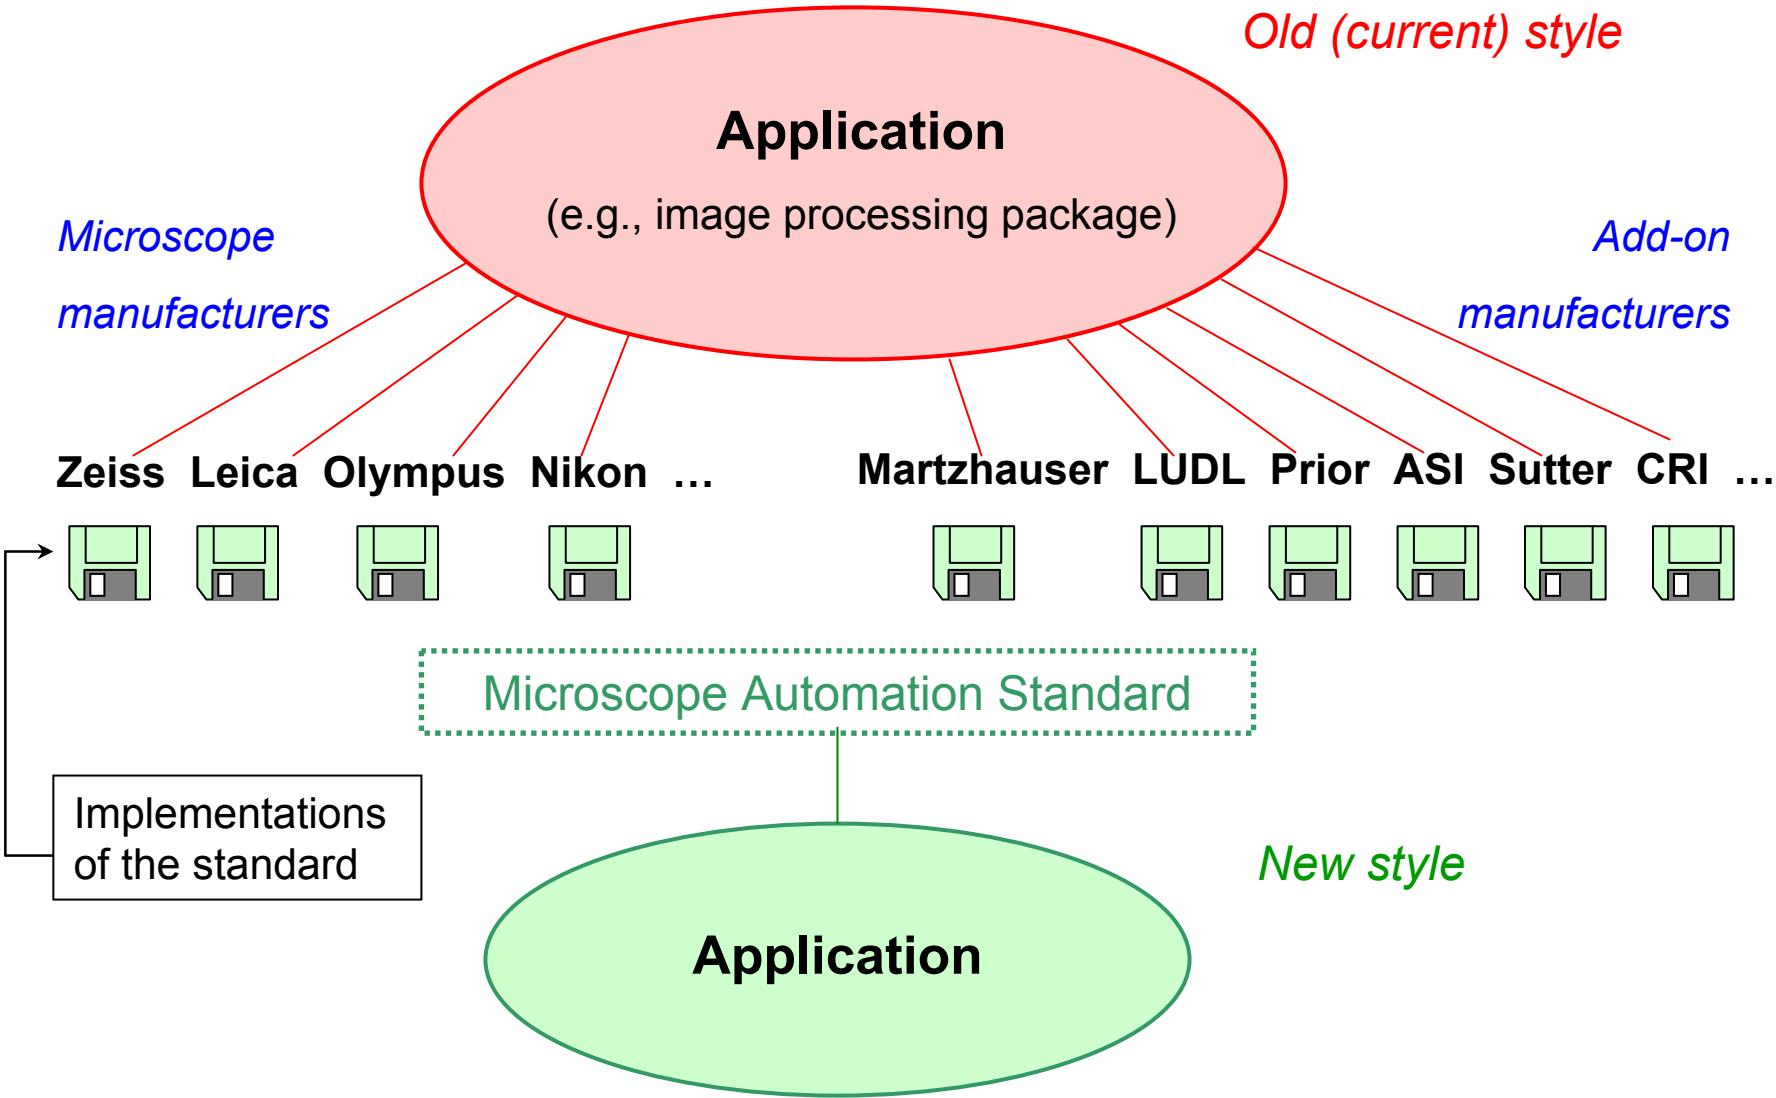 Old (current) style
Application
(e.g., image processing package)
Microscope
manufacturers
Add-on
manufacturers
Zeiss Leica Olympus Nikon … Martzhauser LUDL Prior ASI Sutter CRI …
Microscope Automation Standard
Implementations
of the standard
New style
Application